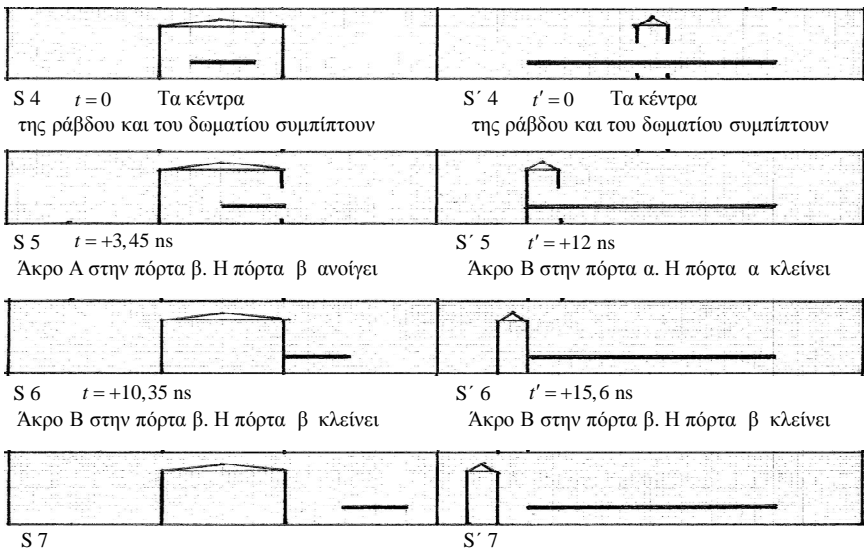 S 4 t = 0 Τα κέντρα
της ράβδου και του δωματίου συμπίπτουν
S´ 4 t′ = 0 Τα κέντρα
της ράβδου και του δωματίου συμπίπτουν
S 5 t = +3,45 ns
Άκρο Α στην πόρτα β. Η πόρτα β ανοίγει
S´ 5 t′ = +12 ns
Άκρο Β στην πόρτα α. Η πόρτα α κλείνει
S 6 t = +10,35 ns
Άκρο Β στην πόρτα β. Η πόρτα β κλείνει
S´ 6 t′ = +15,6 ns
Άκρο Β στην πόρτα β. Η πόρτα β κλείνει
S 7
S´ 7